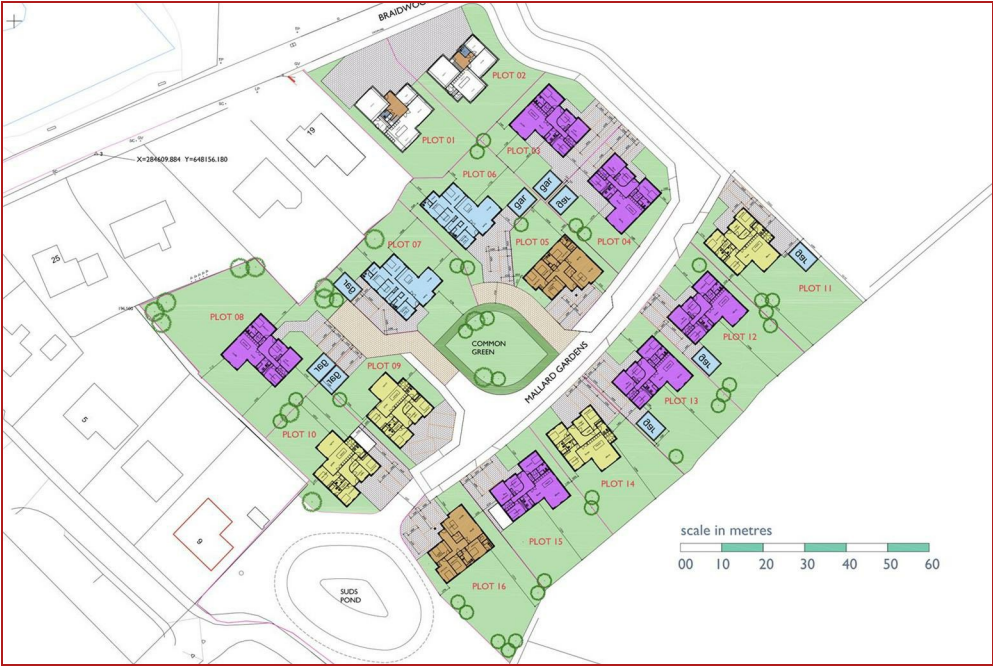 BRAIDWOO
PLOT 02
PLOT 01
19
PLOT 03
X=284609.884 Y=648156.180
PLOT 06
gar
gar
gar
PLOT 07
PLOT 05
PLOT 04
25
gar
gar
PLOT 11
PLOT 08
PLOT 12
COMMON
GREEN
MALLARD GARDENS
gar
gar
gar
PLOT 09
PLOT 13
gar
5
PLOT 10
PLOT 14
scale in metres
00 10 20 30 40 50 60
9
PLOT 15
PLOT 16
SUDS
POND